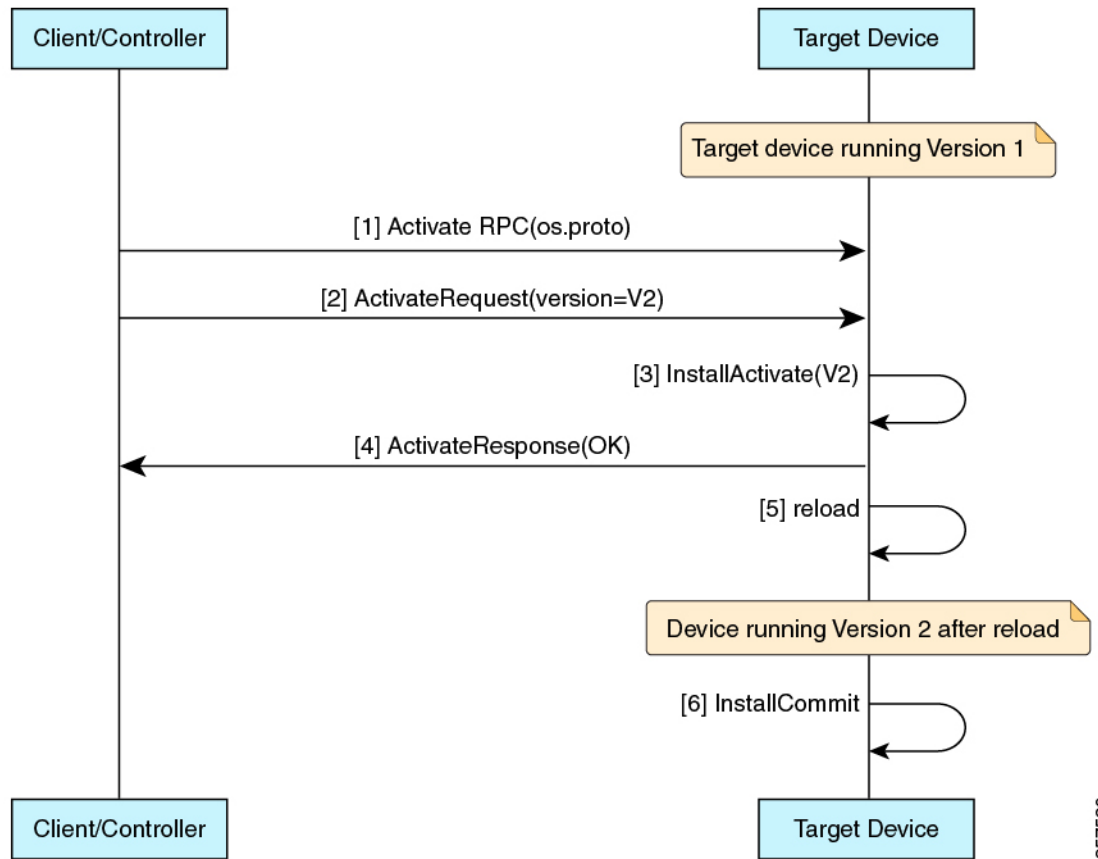 Client/Controller
Target Device
Target device running Version 1
[1] Activate RPC(os.proto)
[2] ActivateRequest(version=V2)
[3] InstallActivate(V2)
[4] ActivateResponse(OK)
[5] reload
Device running Version 2 after reload
[6] InstallCommit
Client/Controller
Target Device